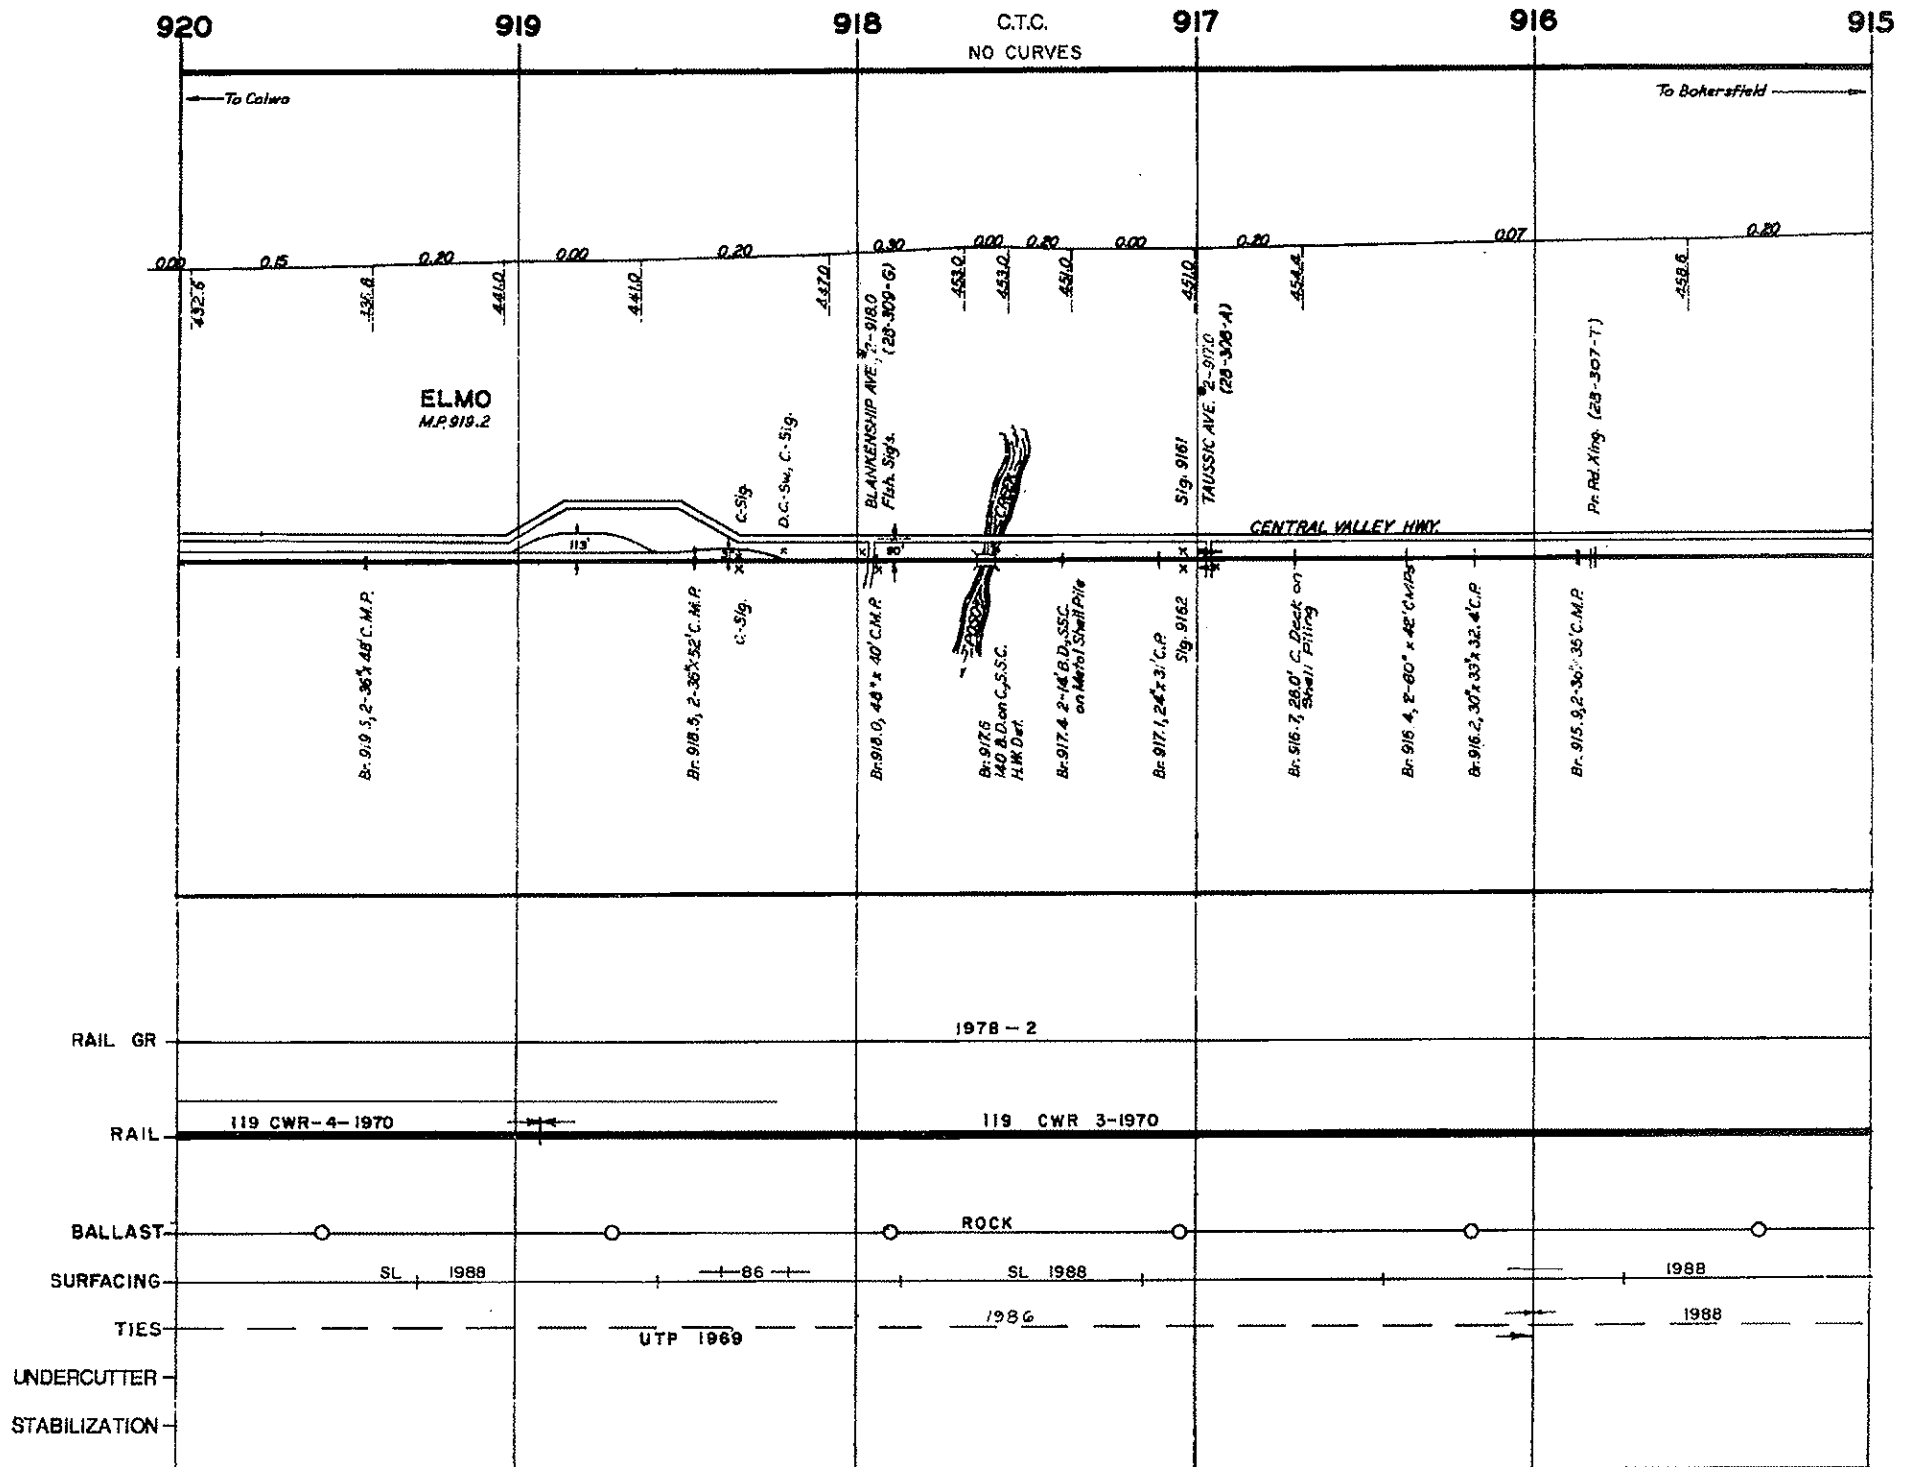 920 919 918 C.T.C. 917 916 915
NO CURVES
To Calwa
To Bakersfield
0.00 0.15 0.20 0.00 0.20 0.30 0.00 0.20 0.00 0.20 0.07 0.20
432.6 436.8 441.0 441.0 447.0 453.0 453.0 451.0 451.0 454.4 458.6
ELMO
M.P. 919.2
C-Sig.
D.C.-Sw., C.-Sig.
BLANKENSHIP AVE., #2-918.0
(28-309-G)
Flsh. Sig's.
CREEK
Sig. 9161
TAUSSIC AVE. #2-917.0
(28-308-A)
Pr. Rd. Xing. (28-307-T)
CENTRAL VALLEY HWY.
113'
POSO
C.-Sig.
Sig. 9162
Br. 919.5, 2-36"x 48' C.M.P.
Br. 918.5, 2-36"x 52' C.M.P.
Br. 918.0, 48" x 40' C.M.P.
Br. 917.6
140 B.D. on C., S.S.C.
H.W. Det.
Br. 917.4 2-14' B.D., S.S.C.
on Metal Shell Pile
Br. 917.1, 24" x 31' C.P.
Br. 916.7, 28.0' C. Deck on
Shell Piling
Br. 916.4, 2-60" x 42' CMPs
Br. 916.2, 30" x 33" x 32.4' C.P.
Br. 915.9, 2-30" 35' C.M.P.
RAIL GR 1978-2
RAIL 119 CWR-4-1970 119 CWR 3-1970
BALLAST ROCK
SURFACING SL 1988 86 SL 1988 1988
TIES UTP 1969 1986 1988
UNDERCUTTER
STABILIZATION